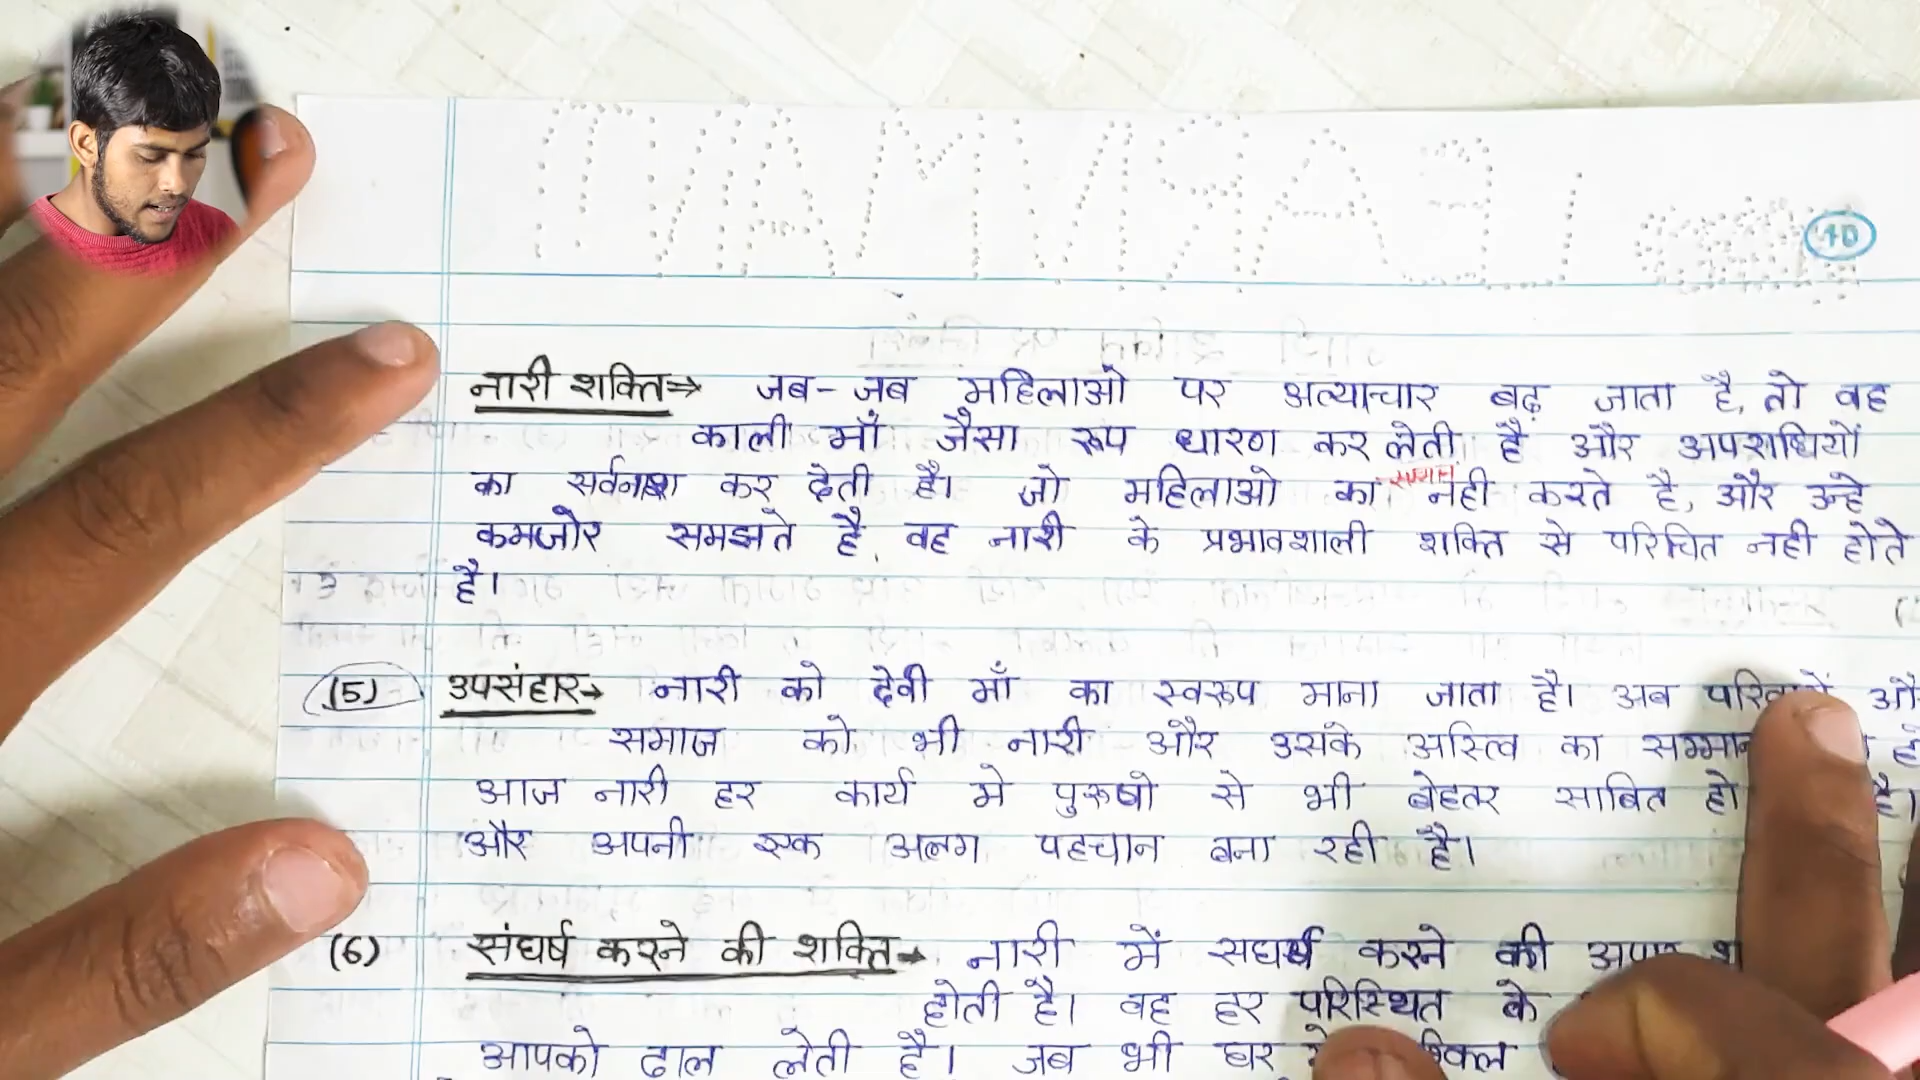 10
नारी शक्ति⇒ जब-जब महिलाओ पर अत्याचार बढ़ जाता है, तो वह
काली माँ जैसा रूप धारण कर लेती है और अपराधियों
का सर्वनाश कर देती है। जो महिलाओ का सम्मान नही करते है, और उन्हे
कमजोर समझते है, वह नारी के प्रभावशाली शक्ति से परिचित नही होते
है।
(5) उपसंहार→ नारी को देवी माँ का स्वरूप माना जाता है। अब
समाज को भी नारी और उसके अस्तित्व का
आज नारी हर कार्य मे पुरुषो से भी बेहतर साबित हो है।
और अपनी एक अलग पहचान बना रही है।
(6) संघर्ष करने की शक्ति→ नारी में सघर्ष करने की
होती है। वह हर परिस्थित के
आपको ढाल लेती है। जब भी घर